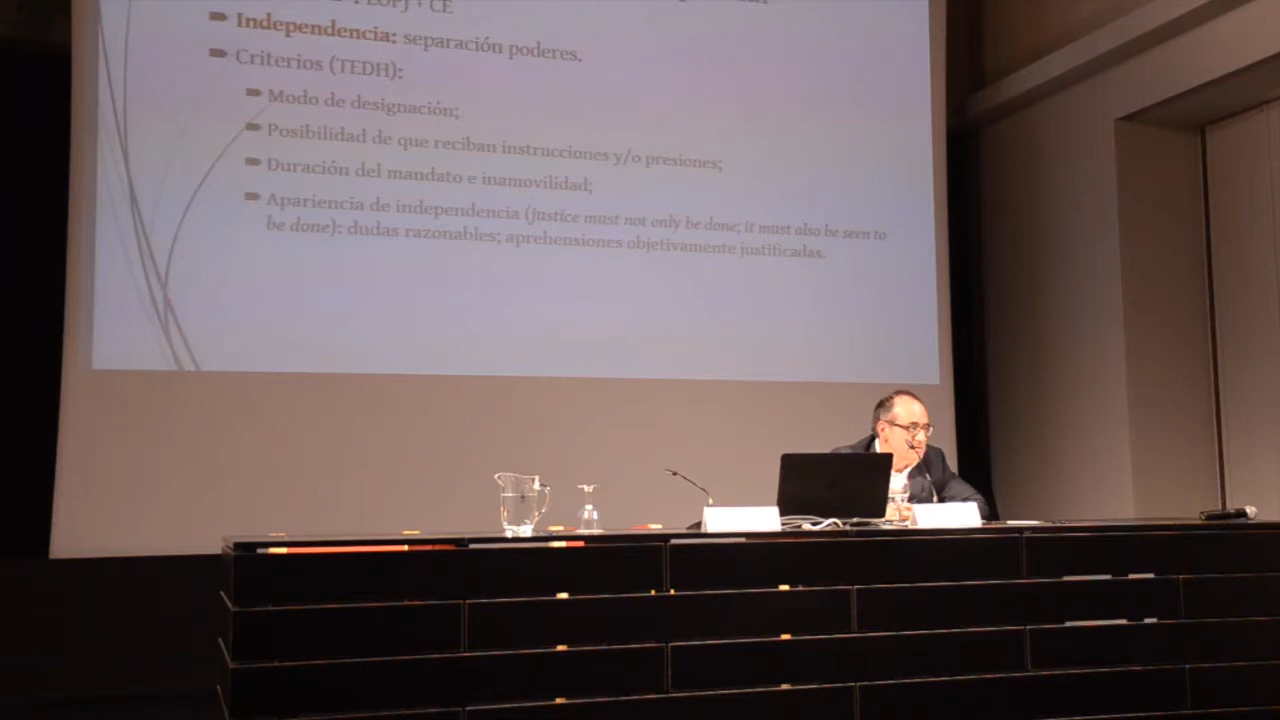 LOPJ + CE
Independencia: separación poderes.
Criterios (TEDH):
Modo de designación;
Posibilidad de que reciban instrucciones y/o presiones;
Duración del mandato e inamovilidad;
Apariencia de independencia (justice must not only be done; it must also be seen to
be done): dudas razonables; aprehensiones objetivamente justificadas.